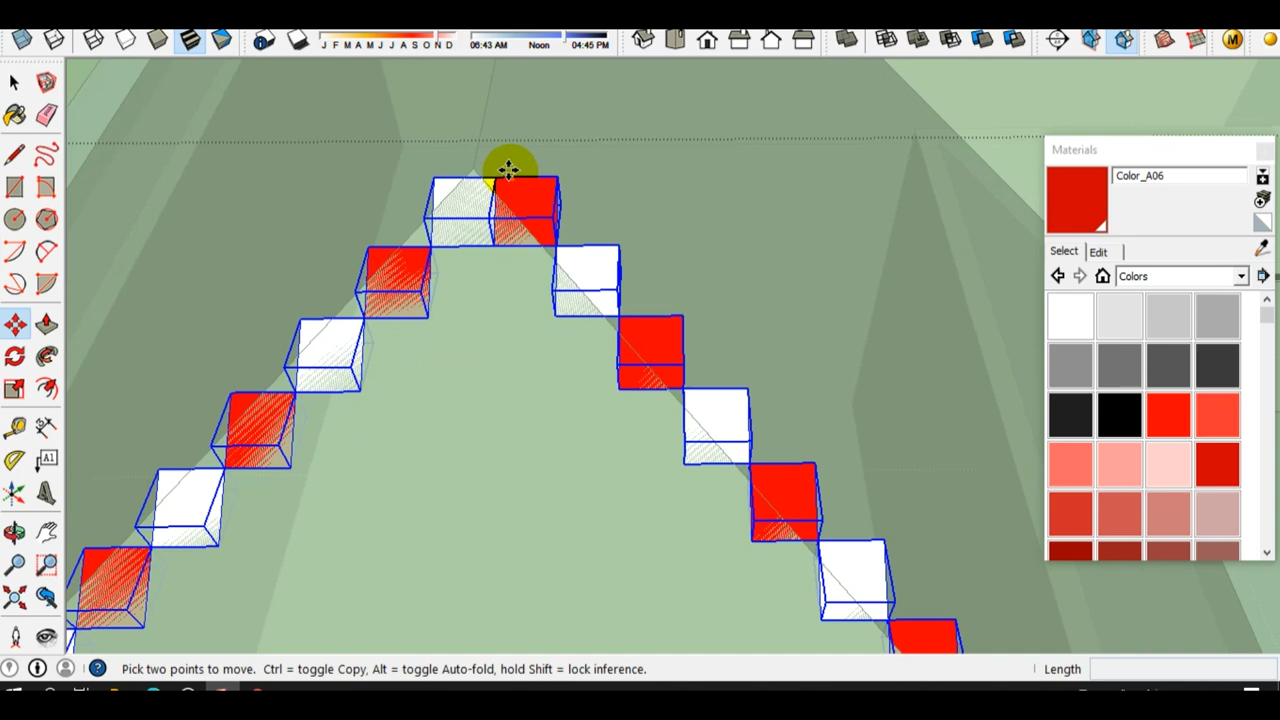 J F M A M J J A S O N D
06:43 AM Noon 04:45 PM
M
Materials
Color_A06
Select Edit
Colors
A1
Pick two points to move. Ctrl = toggle Copy, Alt = toggle Auto-fold, hold Shift = lock inference.
Length